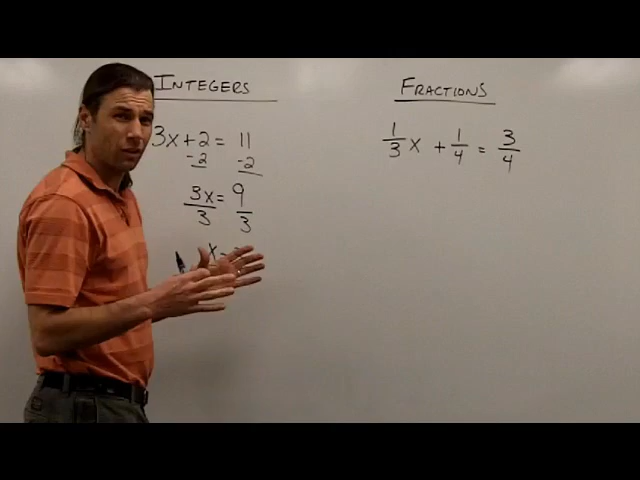 INTEGERS
3x + 2 = 11
-2 -2
3x = 9
3 3
x =
FRACTIONS
1/3 x + 1/4 = 3/4